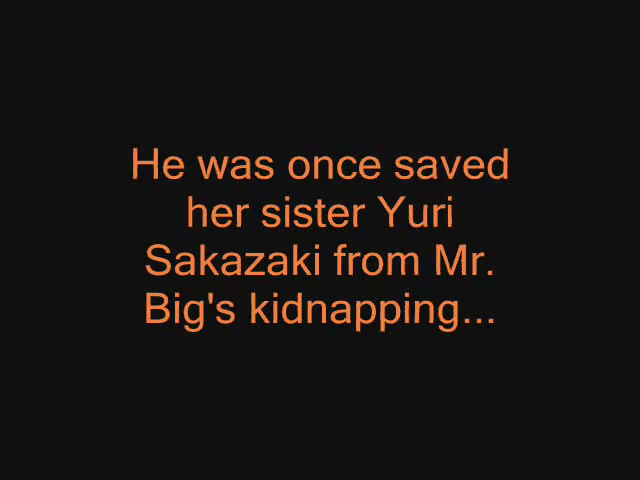 He was once saved
her sister Yuri
Sakazaki from Mr.
Big's kidnapping...